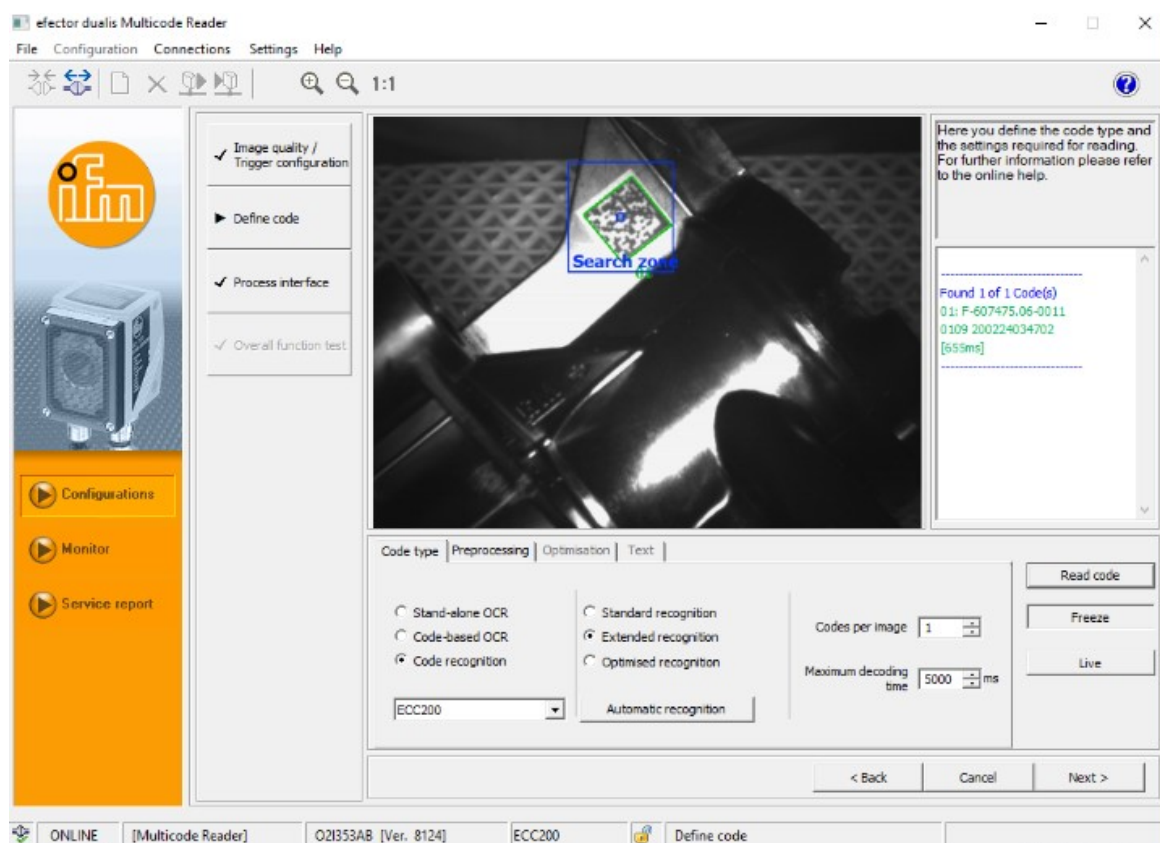 efector dualis Multicode Reader
File Configuration Connections Settings Help
1:1
ifm
Image quality /
Trigger configuration
Define code
Process interface
Overall function test
Configurations
Monitor
Service report
Search zone
Here you define the code type and
the settings required for reading.
For further information please refer
to the online help.
--------------------------------
Found 1 of 1 Code(s)
01: F-607475.06-0011
0109 200224034702
[655ms]
--------------------------------
Code type Preprocessing Optimisation Text
Stand-alone OCR
Code-based OCR
Code recognition
ECC200
Standard recognition
Extended recognition
Optimised recognition
Automatic recognition
Codes per image 1
Maximum decoding
time 5000 ms
Read code
Freeze
Live
< Back Cancel Next >
ONLINE [Multicode Reader] O2I353AB [Ver. 8124] ECC200 Define code